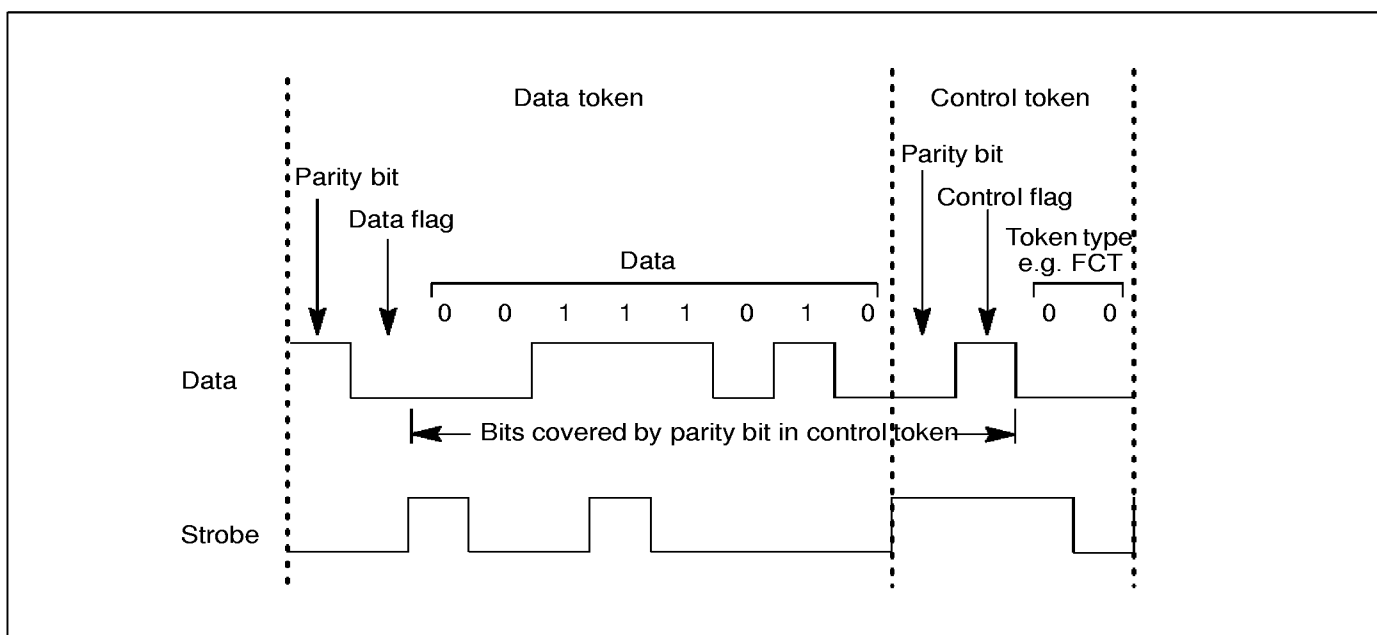 Data token
Control token
Parity bit
Parity bit
Data flag
Control flag
Data
Token type
e.g. FCT
0 0 1 1 1 0 1 0
0 0
Data
Bits covered by parity bit in control token
Strobe